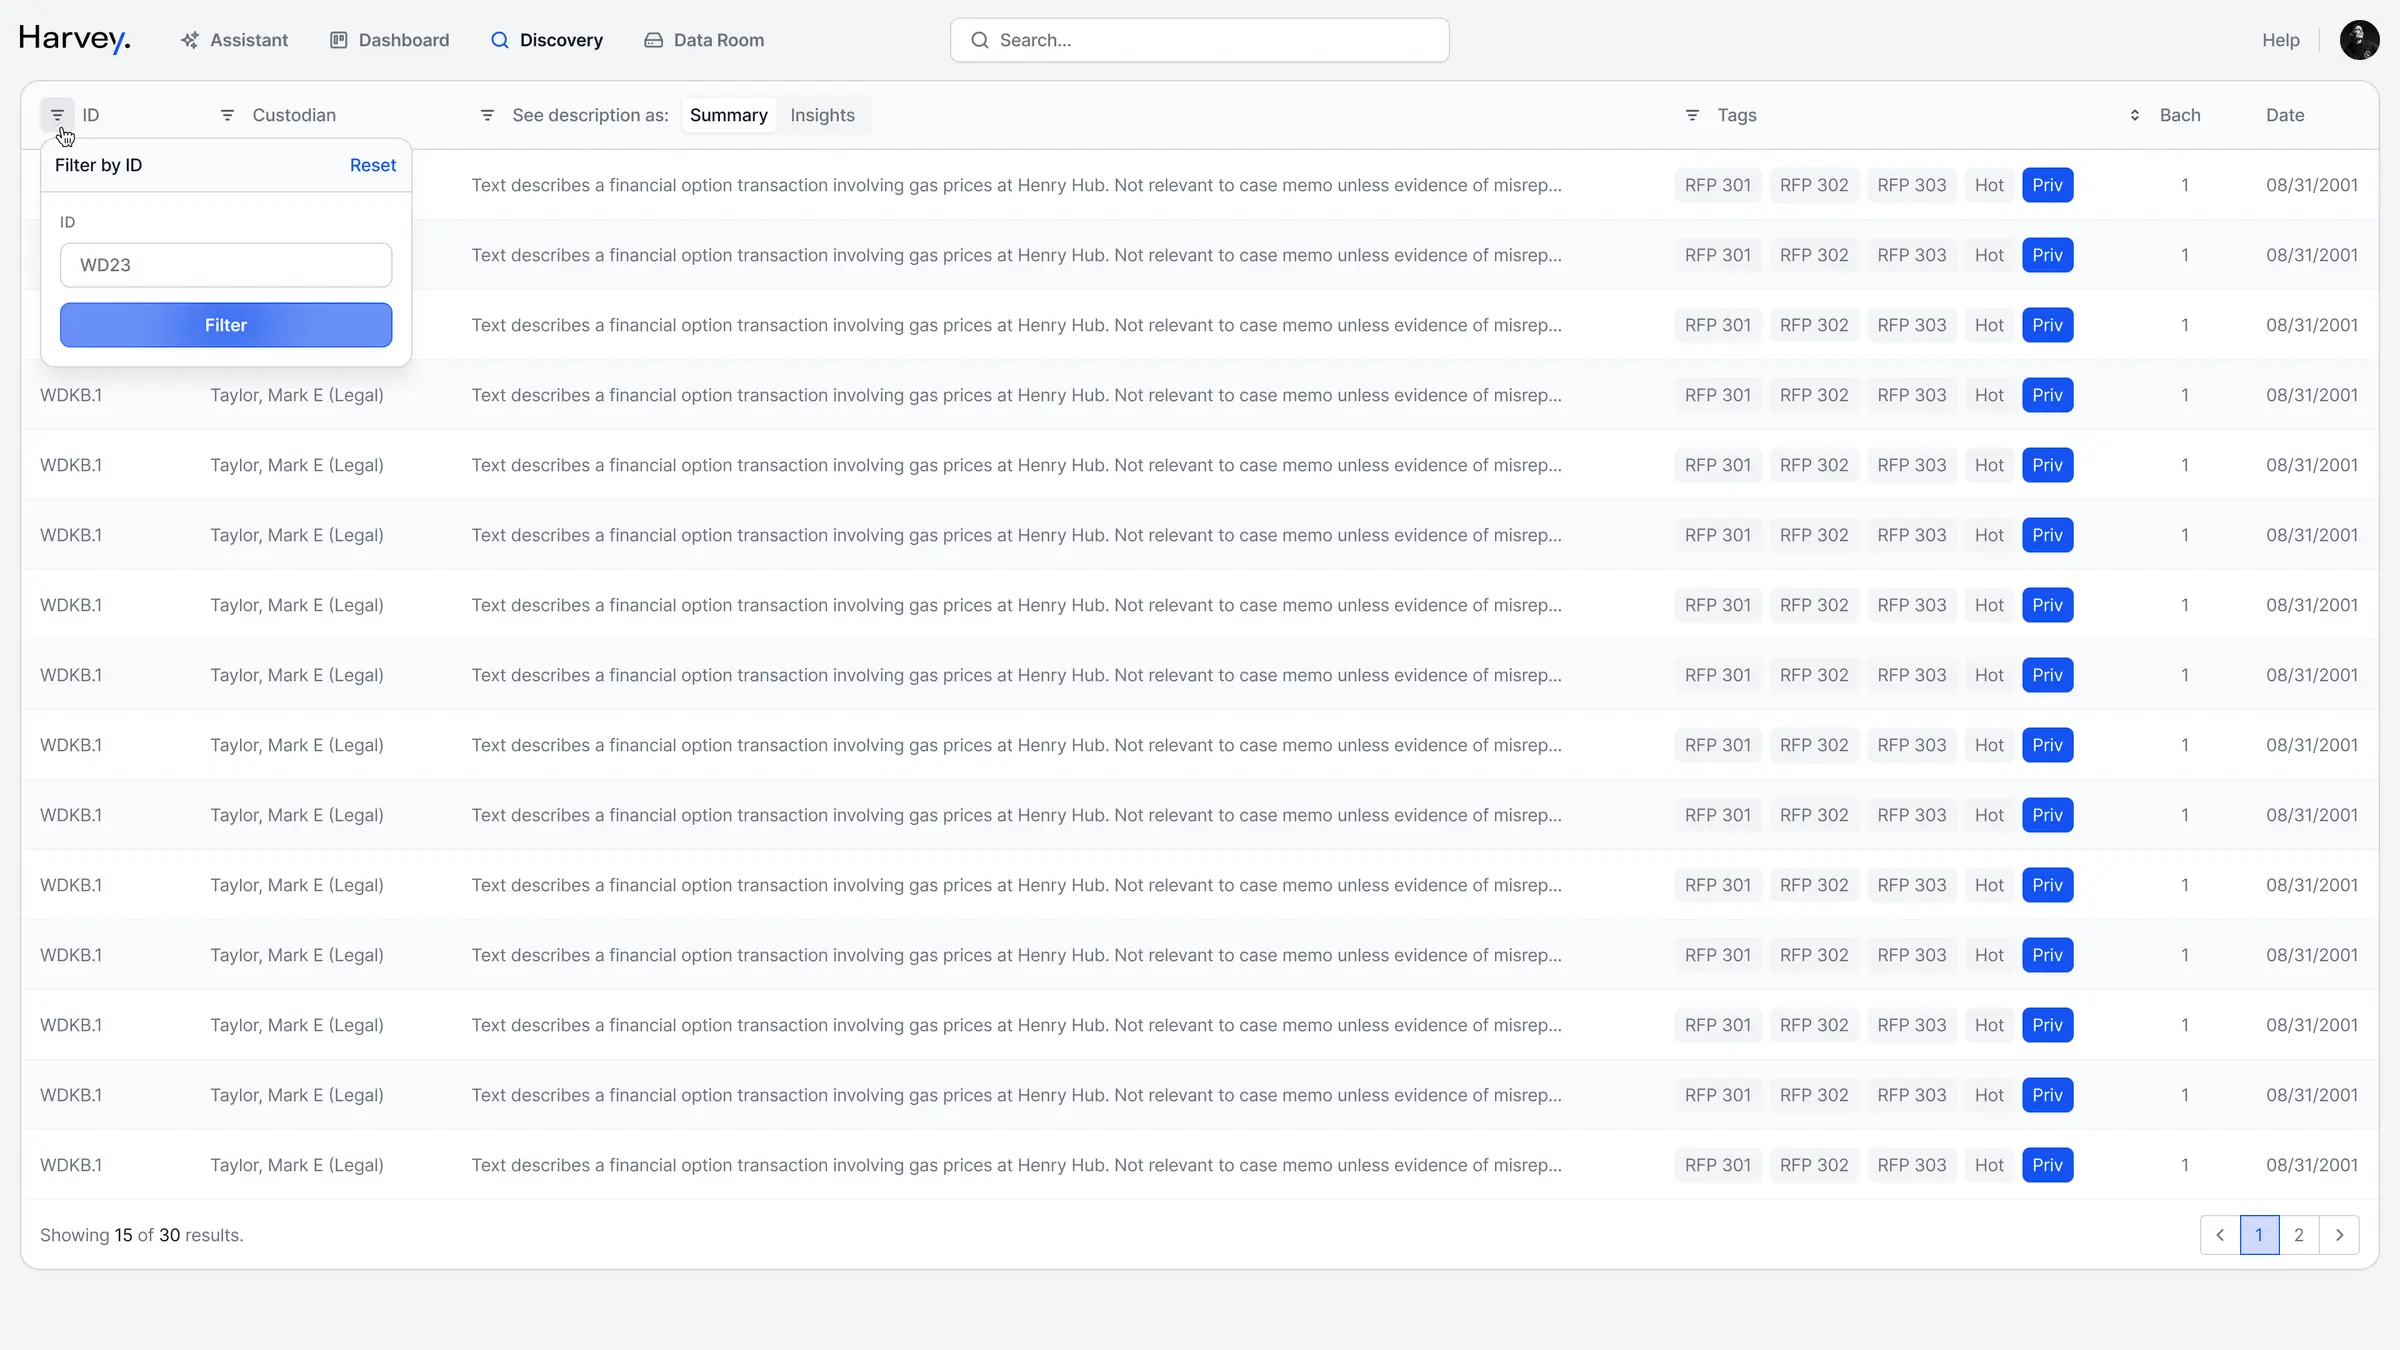 Harvey. Assistant Dashboard Discovery Data Room Search... Help
ID Custodian See description as: Summary Insights Tags Bach Date
Filter by ID Reset
ID
WD23
Filter
Text describes a financial option transaction involving gas prices at Henry Hub. Not relevant to case memo unless evidence of misrep... RFP 301 RFP 302 RFP 303 Hot Priv 1 08/31/2001
Text describes a financial option transaction involving gas prices at Henry Hub. Not relevant to case memo unless evidence of misrep... RFP 301 RFP 302 RFP 303 Hot Priv 1 08/31/2001
Text describes a financial option transaction involving gas prices at Henry Hub. Not relevant to case memo unless evidence of misrep... RFP 301 RFP 302 RFP 303 Hot Priv 1 08/31/2001
WDKB.1 Taylor, Mark E (Legal) Text describes a financial option transaction involving gas prices at Henry Hub. Not relevant to case memo unless evidence of misrep... RFP 301 RFP 302 RFP 303 Hot Priv 1 08/31/2001
WDKB.1 Taylor, Mark E (Legal) Text describes a financial option transaction involving gas prices at Henry Hub. Not relevant to case memo unless evidence of misrep... RFP 301 RFP 302 RFP 303 Hot Priv 1 08/31/2001
WDKB.1 Taylor, Mark E (Legal) Text describes a financial option transaction involving gas prices at Henry Hub. Not relevant to case memo unless evidence of misrep... RFP 301 RFP 302 RFP 303 Hot Priv 1 08/31/2001
WDKB.1 Taylor, Mark E (Legal) Text describes a financial option transaction involving gas prices at Henry Hub. Not relevant to case memo unless evidence of misrep... RFP 301 RFP 302 RFP 303 Hot Priv 1 08/31/2001
WDKB.1 Taylor, Mark E (Legal) Text describes a financial option transaction involving gas prices at Henry Hub. Not relevant to case memo unless evidence of misrep... RFP 301 RFP 302 RFP 303 Hot Priv 1 08/31/2001
WDKB.1 Taylor, Mark E (Legal) Text describes a financial option transaction involving gas prices at Henry Hub. Not relevant to case memo unless evidence of misrep... RFP 301 RFP 302 RFP 303 Hot Priv 1 08/31/2001
WDKB.1 Taylor, Mark E (Legal) Text describes a financial option transaction involving gas prices at Henry Hub. Not relevant to case memo unless evidence of misrep... RFP 301 RFP 302 RFP 303 Hot Priv 1 08/31/2001
WDKB.1 Taylor, Mark E (Legal) Text describes a financial option transaction involving gas prices at Henry Hub. Not relevant to case memo unless evidence of misrep... RFP 301 RFP 302 RFP 303 Hot Priv 1 08/31/2001
WDKB.1 Taylor, Mark E (Legal) Text describes a financial option transaction involving gas prices at Henry Hub. Not relevant to case memo unless evidence of misrep... RFP 301 RFP 302 RFP 303 Hot Priv 1 08/31/2001
WDKB.1 Taylor, Mark E (Legal) Text describes a financial option transaction involving gas prices at Henry Hub. Not relevant to case memo unless evidence of misrep... RFP 301 RFP 302 RFP 303 Hot Priv 1 08/31/2001
WDKB.1 Taylor, Mark E (Legal) Text describes a financial option transaction involving gas prices at Henry Hub. Not relevant to case memo unless evidence of misrep... RFP 301 RFP 302 RFP 303 Hot Priv 1 08/31/2001
WDKB.1 Taylor, Mark E (Legal) Text describes a financial option transaction involving gas prices at Henry Hub. Not relevant to case memo unless evidence of misrep... RFP 301 RFP 302 RFP 303 Hot Priv 1 08/31/2001
Showing 15 of 30 results. 1 2